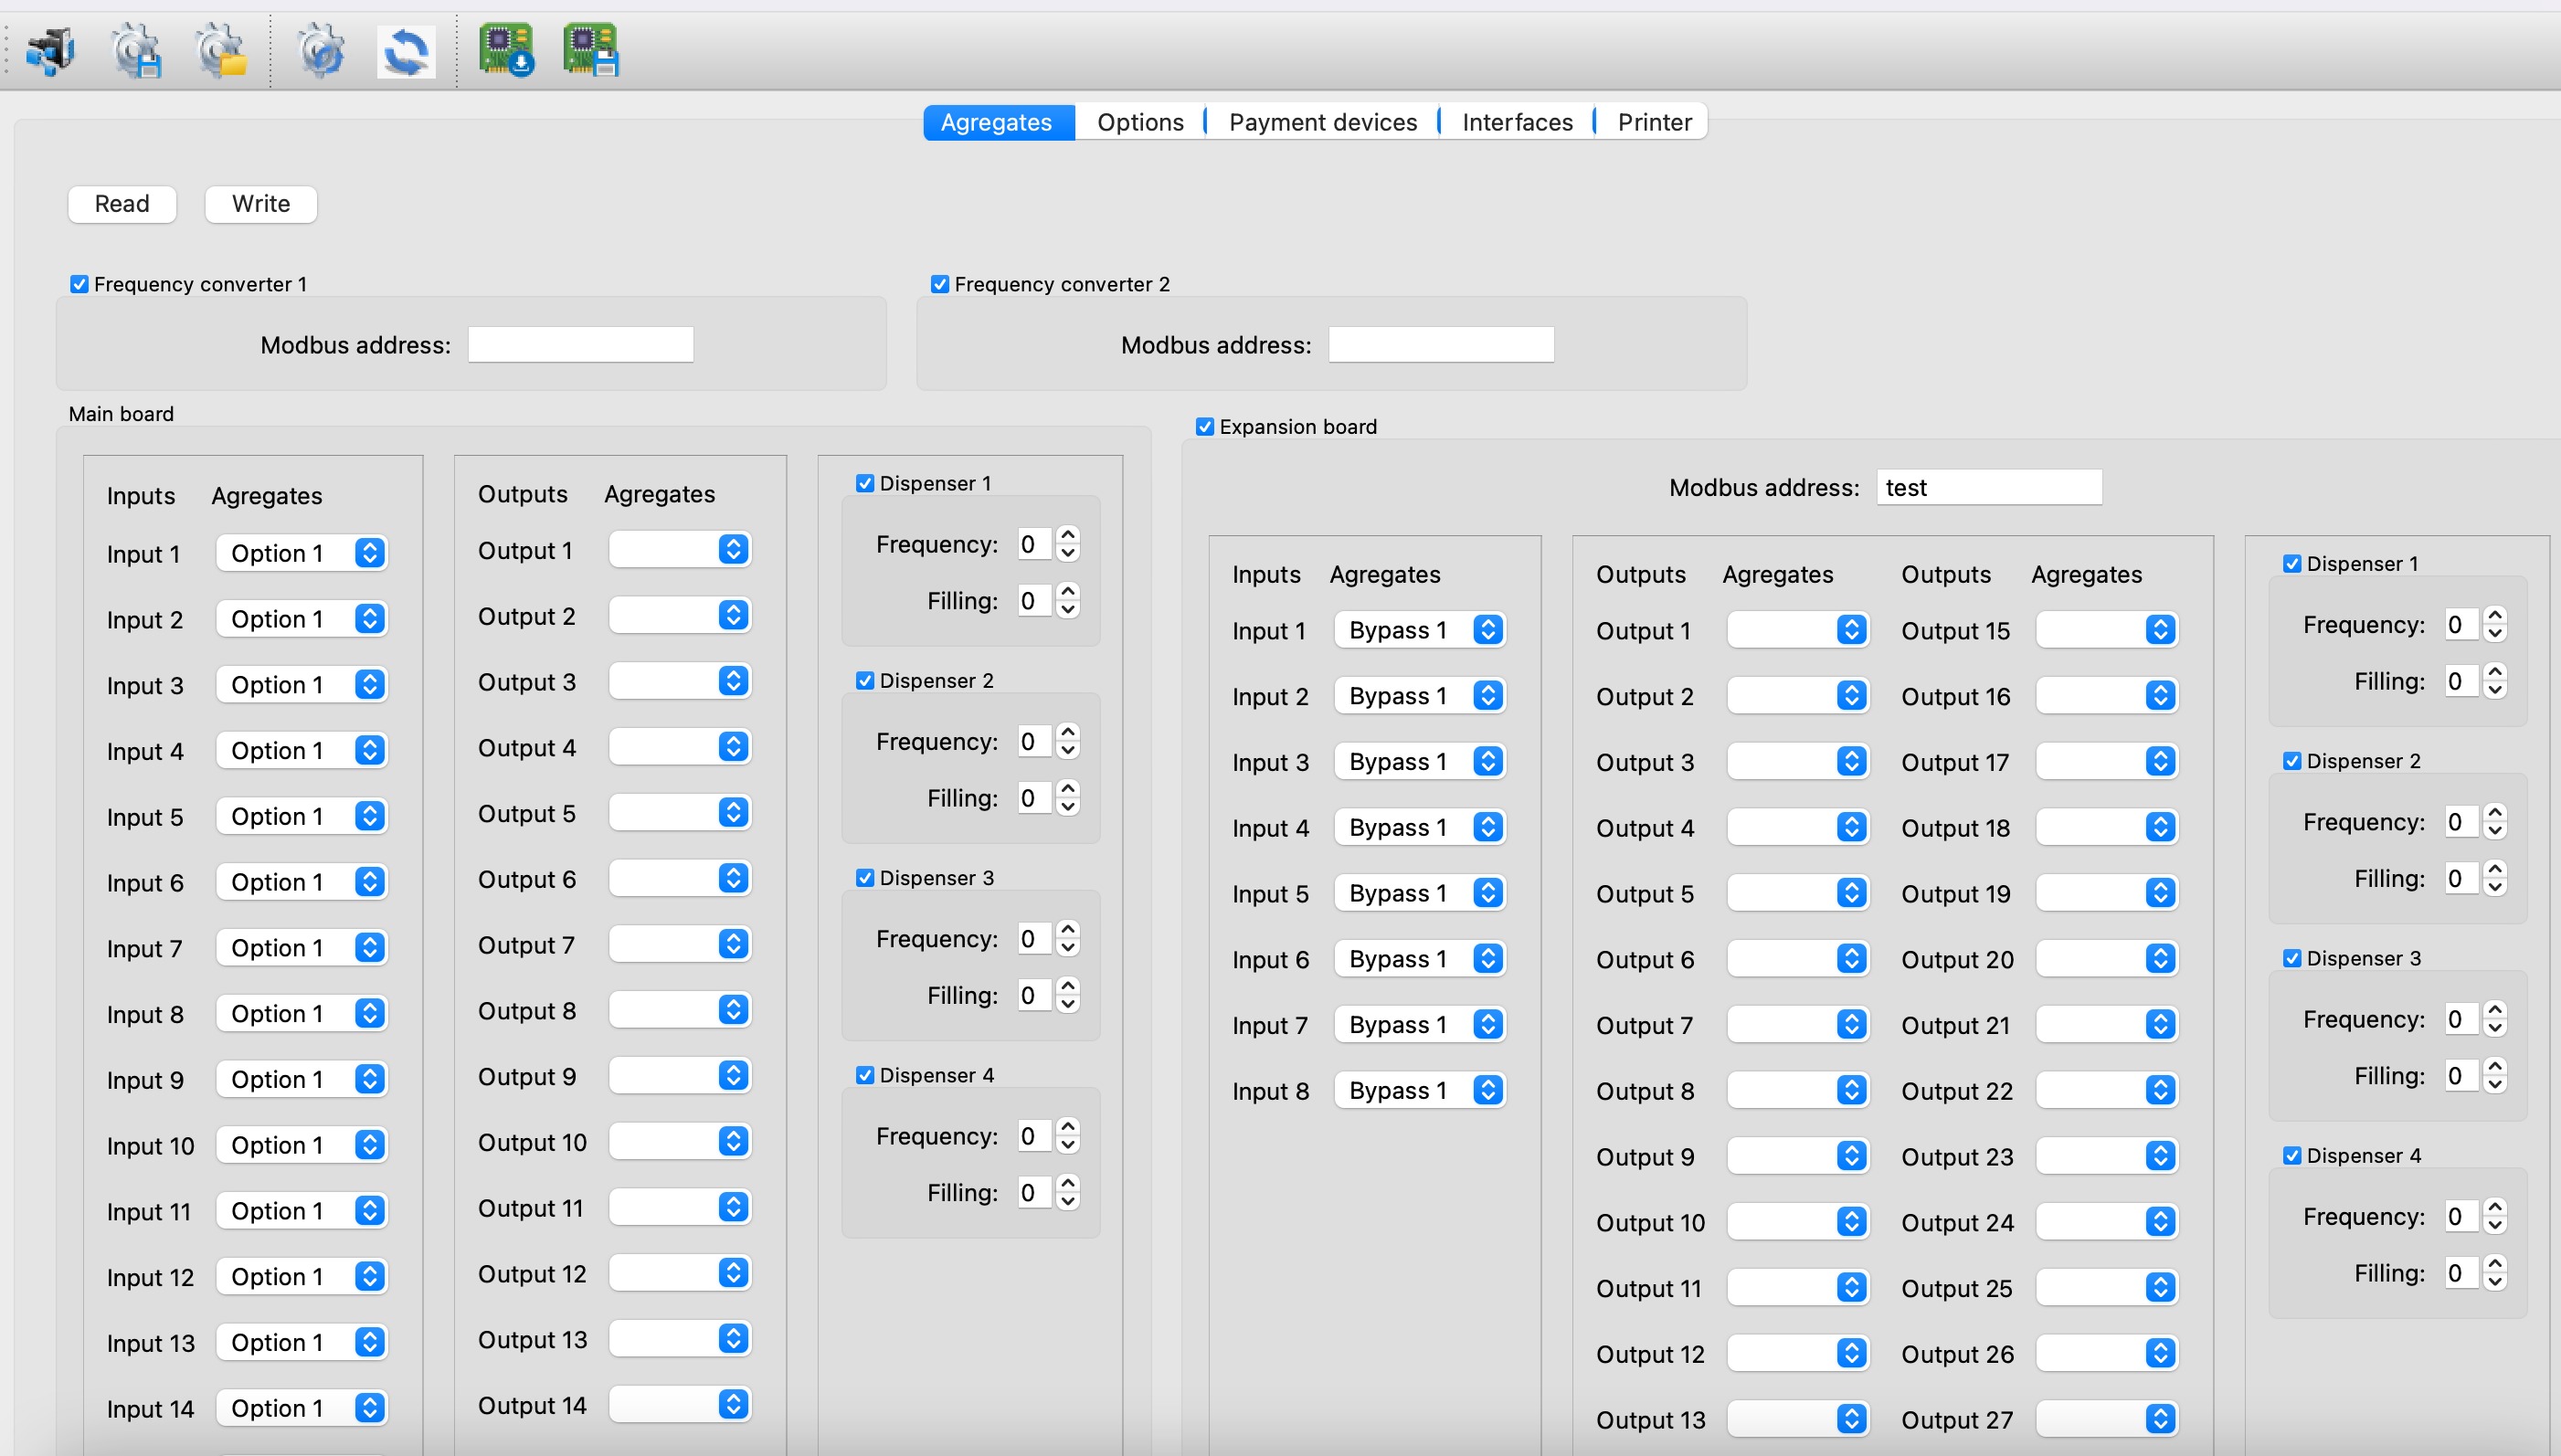 Agregates Options Payment devices Interfaces Printer
Read Write
Frequency converter 1
Modbus address:
Frequency converter 2
Modbus address:
Main board
Inputs Agregates
Input 1 Option 1
Input 2 Option 1
Input 3 Option 1
Input 4 Option 1
Input 5 Option 1
Input 6 Option 1
Input 7 Option 1
Input 8 Option 1
Input 9 Option 1
Input 10 Option 1
Input 11 Option 1
Input 12 Option 1
Input 13 Option 1
Input 14 Option 1
Outputs Agregates
Output 1
Output 2
Output 3
Output 4
Output 5
Output 6
Output 7
Output 8
Output 9
Output 10
Output 11
Output 12
Output 13
Output 14
Dispenser 1
Frequency: 0
Filling: 0
Dispenser 2
Frequency: 0
Filling: 0
Dispenser 3
Frequency: 0
Filling: 0
Dispenser 4
Frequency: 0
Filling: 0
Expansion board
Modbus address: test
Inputs Agregates
Input 1 Bypass 1
Input 2 Bypass 1
Input 3 Bypass 1
Input 4 Bypass 1
Input 5 Bypass 1
Input 6 Bypass 1
Input 7 Bypass 1
Input 8 Bypass 1
Outputs Agregates Outputs Agregates
Output 1 Output 15
Output 2 Output 16
Output 3 Output 17
Output 4 Output 18
Output 5 Output 19
Output 6 Output 20
Output 7 Output 21
Output 8 Output 22
Output 9 Output 23
Output 10 Output 24
Output 11 Output 25
Output 12 Output 26
Output 13 Output 27
Dispenser 1
Frequency: 0
Filling: 0
Dispenser 2
Frequency: 0
Filling: 0
Dispenser 3
Frequency: 0
Filling: 0
Dispenser 4
Frequency: 0
Filling: 0